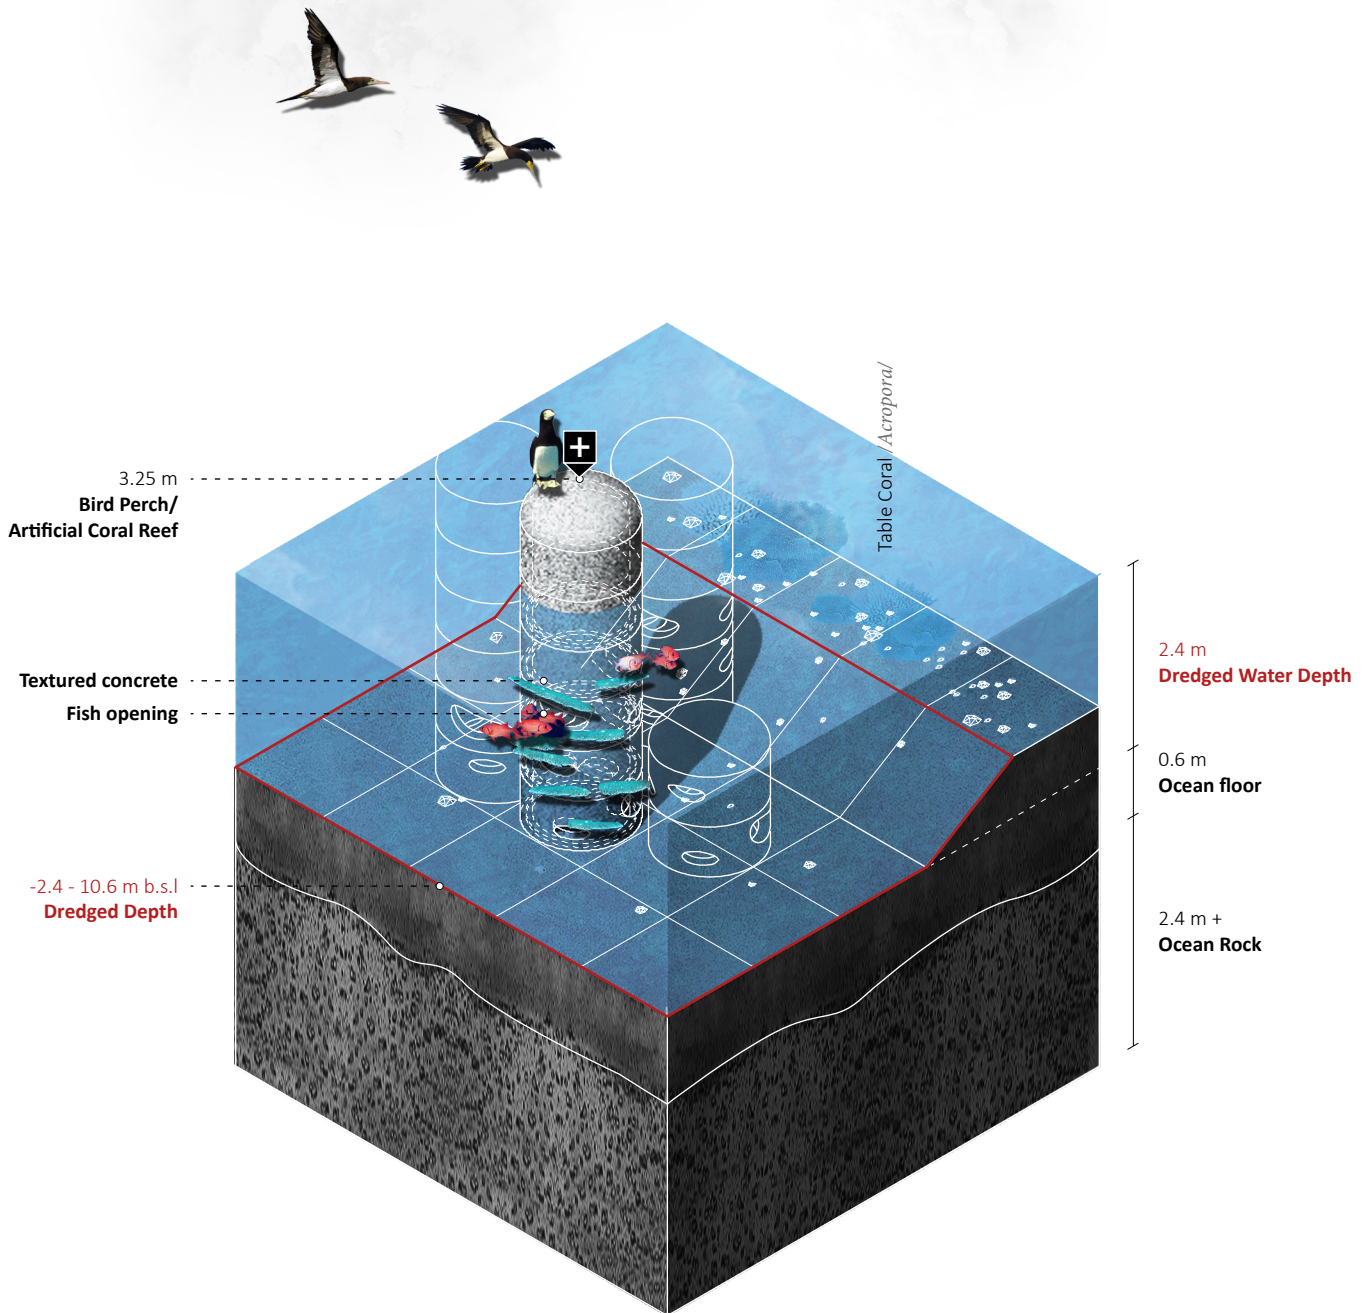 Table Coral /Acropora/
3.25 m
Bird Perch/
Artificial Coral Reef
Textured concrete
Fish opening
-2.4 - 10.6 m b.s.l
Dredged Depth
2.4 m
Dredged Water Depth
0.6 m
Ocean floor
2.4 m +
Ocean Rock